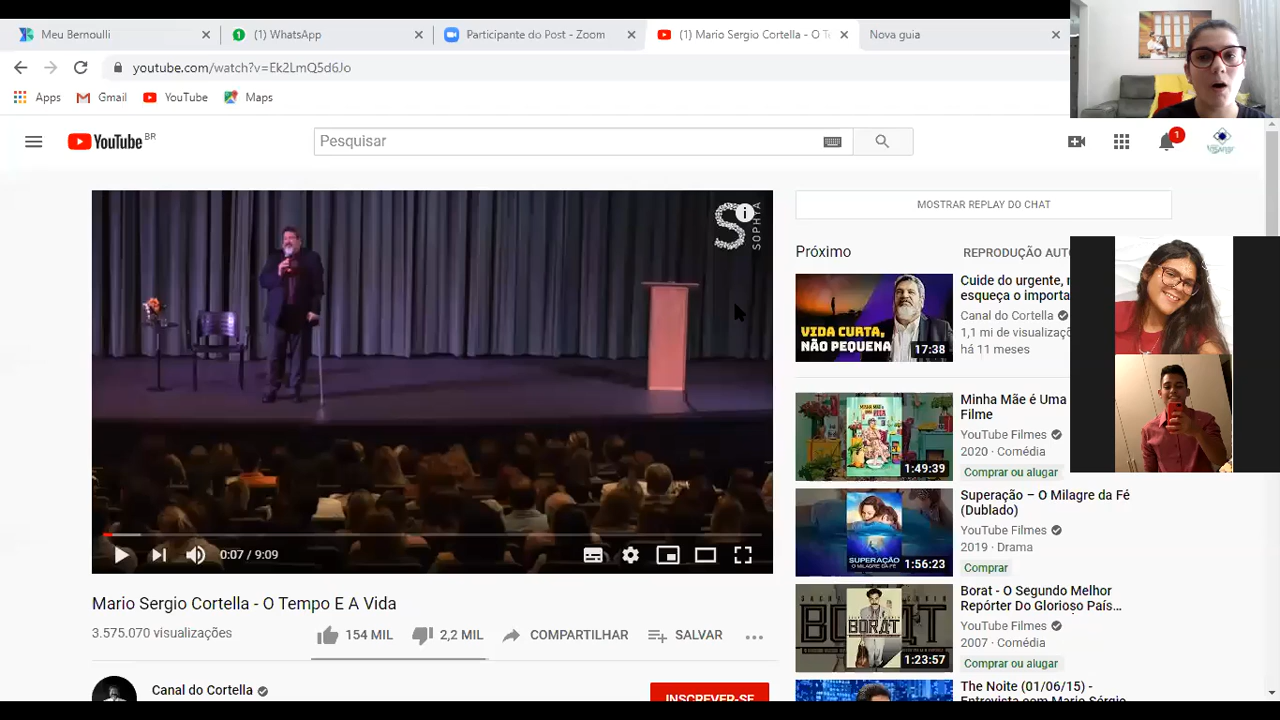 Meu Bernoulli
(1) WhatsApp
Participante do Post - Zoom
(1) Mario Sergio Cortella - O T
Nova guia
youtube.com/watch?v=Ek2LmQ5d6Jo
Apps
Gmail
YouTube
Maps
YouTube BR
Pesquisar
1
SOPHYA
0:07 / 9:09
Mario Sergio Cortella - O Tempo E A Vida
3.575.070 visualizações
154 MIL
2,2 MIL
COMPARTILHAR
SALVAR
Canal do Cortella
INSCREVER-SE
MOSTRAR REPLAY DO CHAT
Próximo
REPRODUÇÃO AUTO
VIDA CURTA,
NÃO PEQUENA
17:38
Cuide do urgente,
esqueça o importa
Canal do Cortella
1,1 mi de visualizaçõ
há 11 meses
1:49:39
Minha Mãe é Uma
Filme
YouTube Filmes
2020 · Comédia
Comprar ou alugar
SUPERAÇÃO
1:56:23
Superação – O Milagre da Fé
(Dublado)
YouTube Filmes
2019 · Drama
Comprar
BORAT
1:23:57
Borat - O Segundo Melhor
Repórter Do Glorioso País...
YouTube Filmes
2007 · Comédia
Comprar ou alugar
The Noite (01/06/15) -
Entrevista com Mario Sérgio